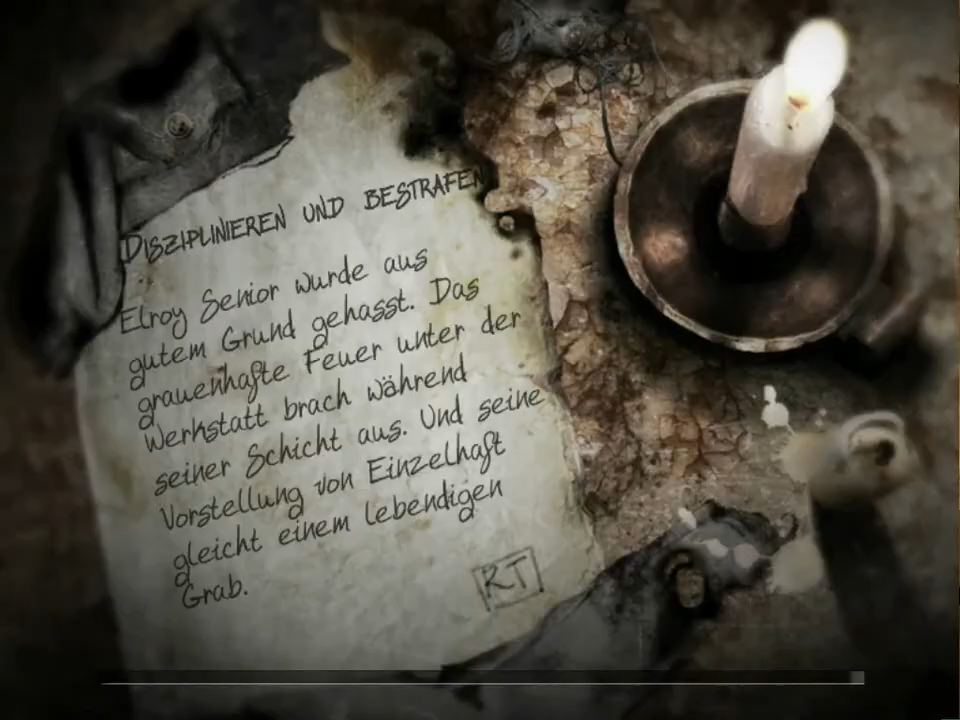 DISZIPLINIEREN UND BESTRAFEN
Elroy Senior wurde aus
gutem Grund gehasst. Das
grauenhafte Feuer unter der
Werkstatt brach während
seiner Schicht aus. Und seine
Vorstellung von Einzelhaft
gleicht einem lebendigen
Grab.
RT